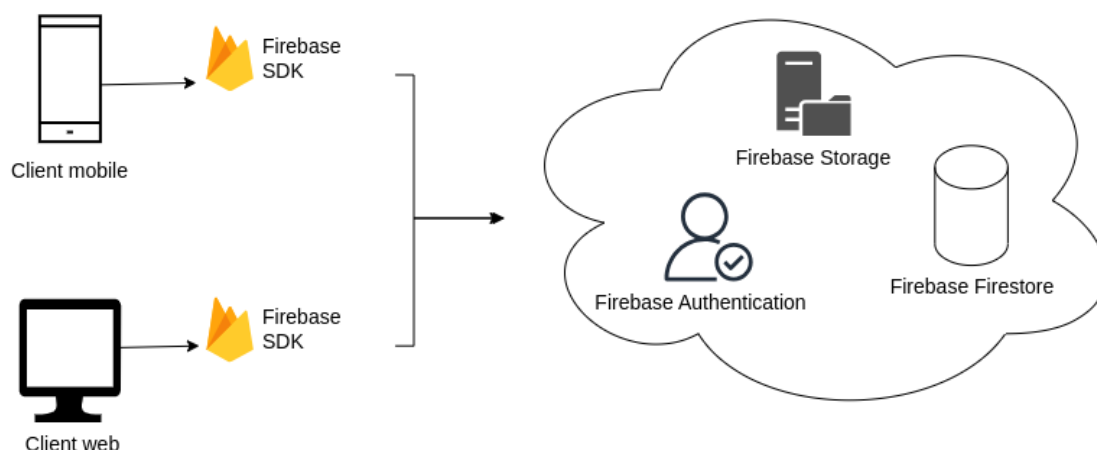 Firebase
SDK
Client mobile
Firebase Storage
Firebase Authentication
Firebase Firestore
Firebase
SDK
Client web